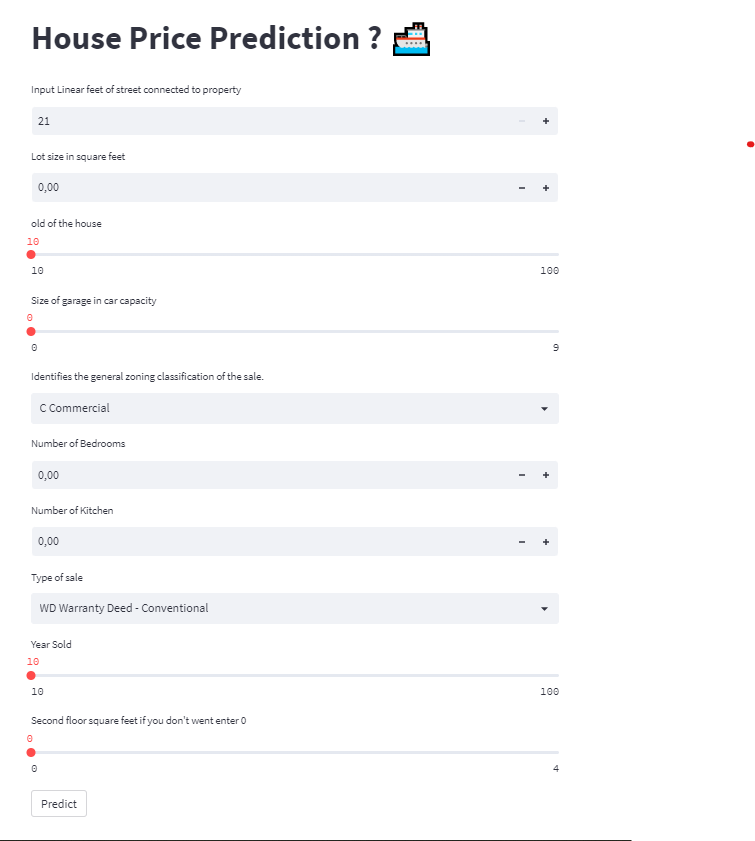 House Price Prediction ?
Input Linear feet of street connected to property
21
Lot size in square feet
0,00
old of the house
10
10 100
Size of garage in car capacity
0
0 9
Identifies the general zoning classification of the sale.
C Commercial
Number of Bedrooms
0,00
Number of Kitchen
0,00
Type of sale
WD Warranty Deed - Conventional
Year Sold
10
10 100
Second floor square feet if you don't went enter 0
0
0 4
Predict